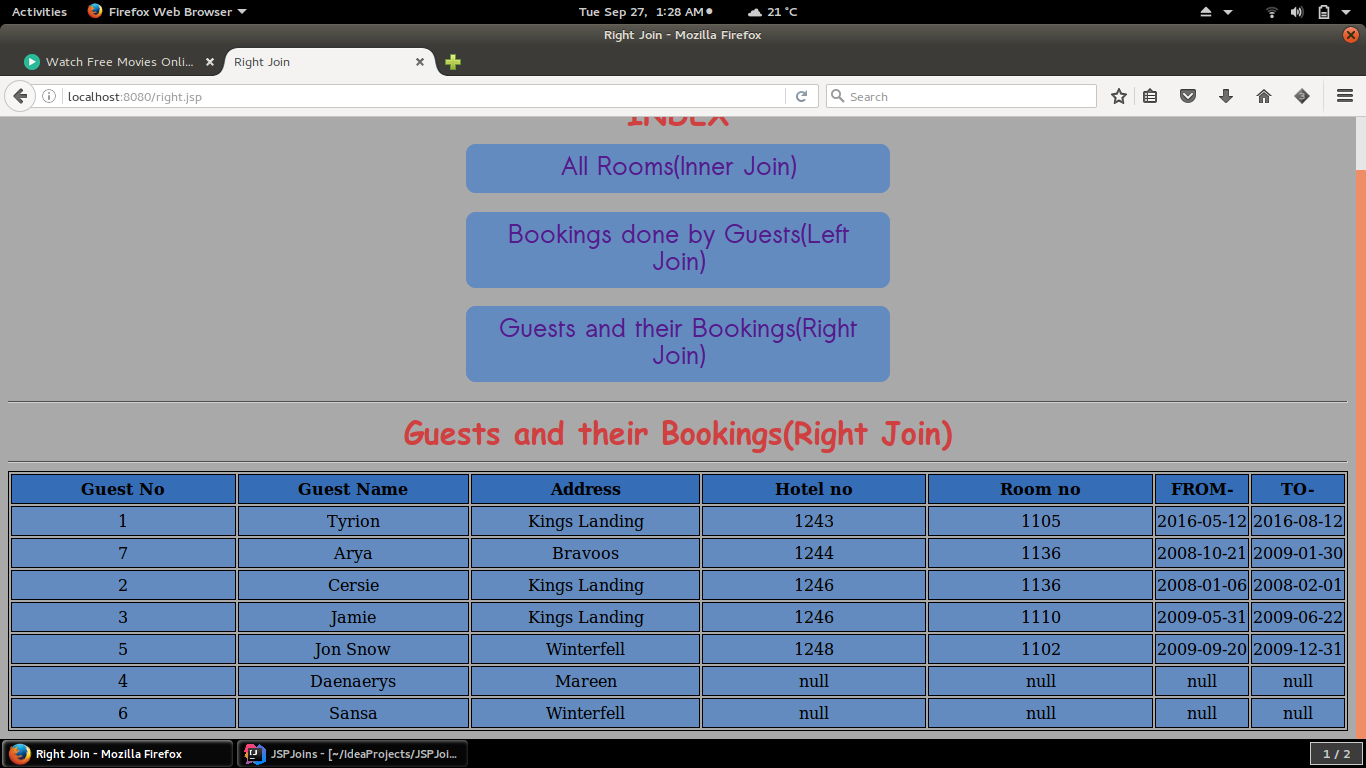 Activities Firefox Web Browser Tue Sep 27, 1:28 AM 21 °C
Right Join - Mozilla Firefox
Watch Free Movies Onli... Right Join
localhost:8080/right.jsp Search
INDEX
All Rooms(Inner Join)
Bookings done by Guests(Left
Join)
Guests and their Bookings(Right
Join)
Guests and their Bookings(Right Join)
Guest No Guest Name Address Hotel no Room no FROM- TO-
1 Tyrion Kings Landing 1243 1105 2016-05-12 2016-08-12
7 Arya Bravoos 1244 1136 2008-10-21 2009-01-30
2 Cersie Kings Landing 1246 1136 2008-01-06 2008-02-01
3 Jamie Kings Landing 1246 1110 2009-05-31 2009-06-22
5 Jon Snow Winterfell 1248 1102 2009-09-20 2009-12-31
4 Daenaerys Mareen null null null null
6 Sansa Winterfell null null null null
Right Join - Mozilla Firefox JSPJoins - [~/IdeaProjects/JSPJoi... 1 / 2